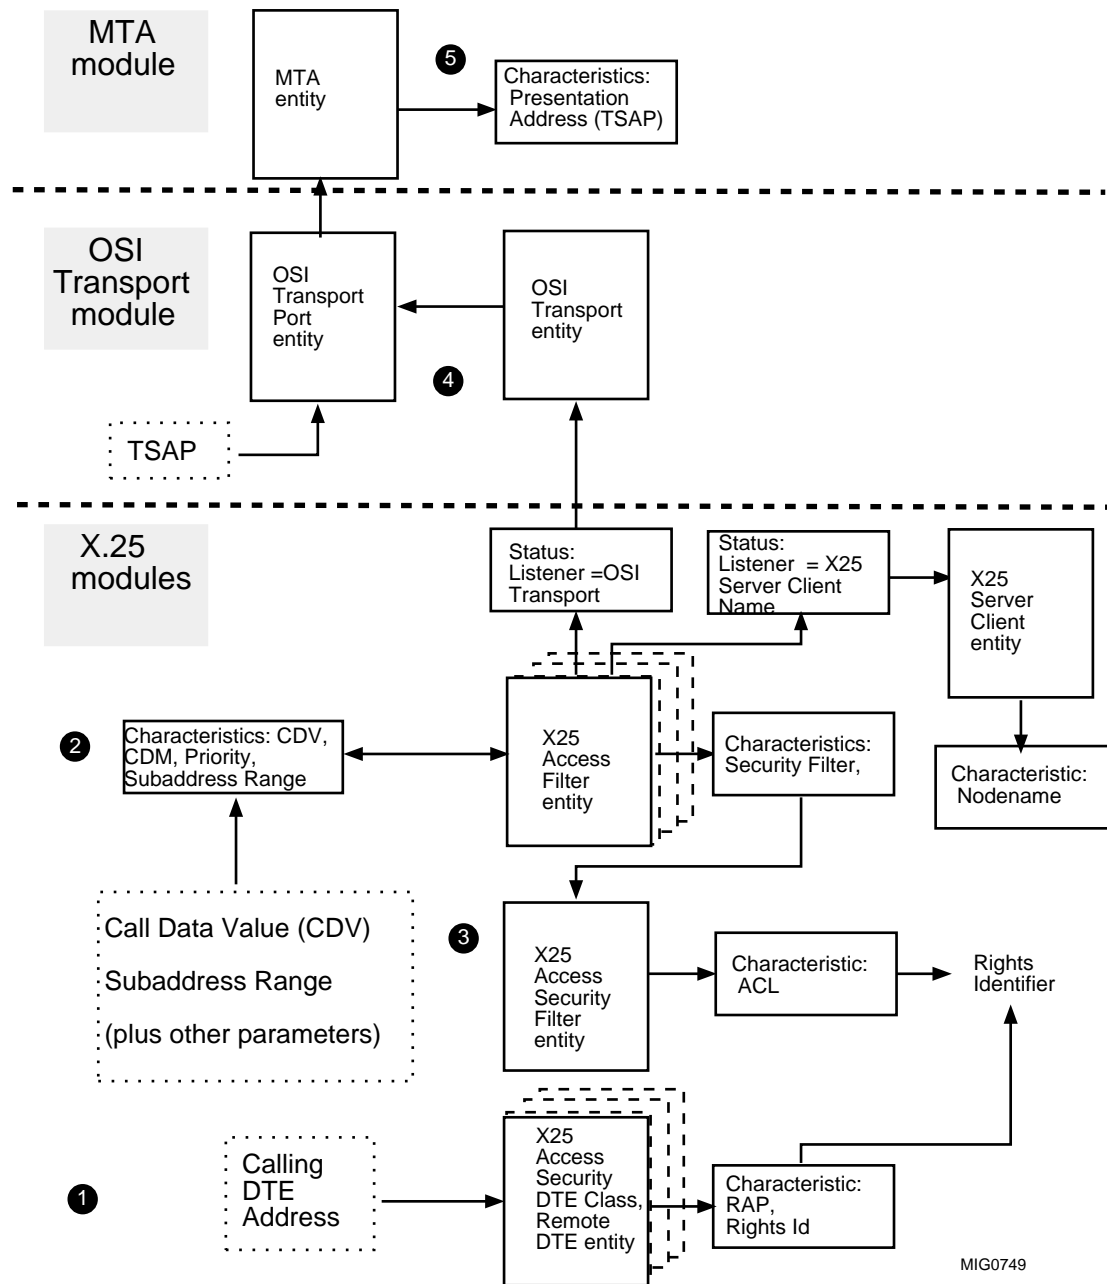 MTA
module
5
MTA
entity
Characteristics:
Presentation
Address (TSAP)
OSI
Transport
module
OSI
Transport
Port
entity
OSI
Transport
entity
4
TSAP
X.25
modules
Status:
Listener =OSI
Transport
Status:
Listener = X25
Server Client
Name
X25
Server
Client
entity
2
Characteristics: CDV,
CDM, Priority,
Subaddress Range
X25
Access
Filter
entity
Characteristics:
Security Filter,
Characteristic:
Nodename
Call Data Value (CDV)
Subaddress Range
(plus other parameters)
3
X25
Access
Security
Filter
entity
Characteristic:
ACL
Rights
Identifier
1
Calling
DTE
Address
X25
Access
Security
DTE Class,
Remote
DTE entity
Characteristic:
RAP,
Rights Id
MIG0749